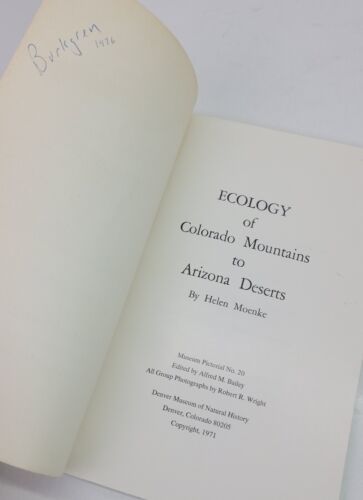 Burkgren
1976
ECOLOGY
of
Colorado Mountains
to
Arizona Deserts
By Helen Moenke
Museum Pictorial No. 20
Edited by Alfred M. Bailey
All Group Photographs by Robert R. Wright
Denver Museum of Natural History
Denver, Colorado 80205
Copyright, 1971